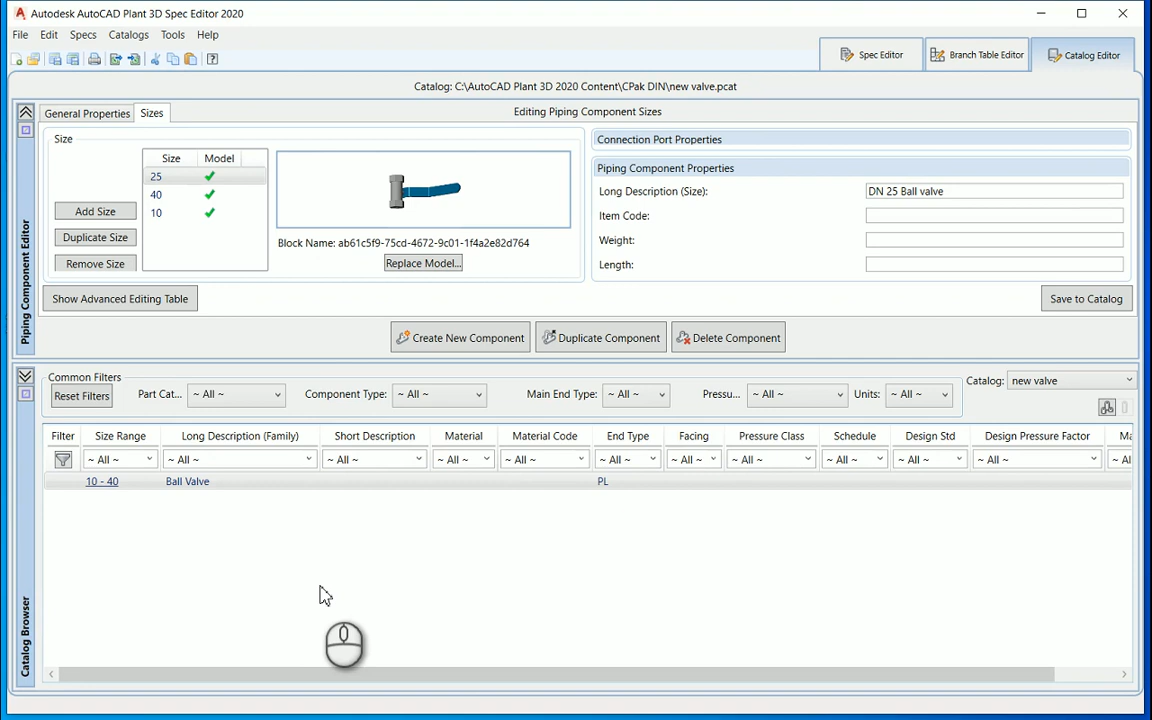 Autodesk AutoCAD Plant 3D Spec Editor 2020
File Edit Specs Catalogs Tools Help
Spec Editor Branch Table Editor Catalog Editor
Catalog: C:\AutoCAD Plant 3D 2020 Content\CPak DIN\new valve.pcat
General Properties Sizes Editing Piping Component Sizes
Piping Component Editor
Size
Size Model
25
40
10
Add Size
Duplicate Size
Remove Size
Block Name: ab61c5f9-75cd-4672-9c01-1f4a2e82d764
Replace Model...
Connection Port Properties
Piping Component Properties
Long Description (Size): DN 25 Ball valve
Item Code:
Weight:
Length:
Show Advanced Editing Table Save to Catalog
Create New Component Duplicate Component Delete Component
Catalog Browser
Common Filters
Reset Filters Part Cat... ~ All ~ Component Type: ~ All ~ Main End Type: ~ All ~ Pressu... ~ All ~ Units: ~ All ~
Catalog: new valve
Filter Size Range Long Description (Family) Short Description Material Material Code End Type Facing Pressure Class Schedule Design Std Design Pressure Factor Ma
~ All ~ ~ All ~ ~ All ~ ~ All ~ ~ All ~ ~ All ~ ~ All ~ ~ All ~ ~ All ~ ~ All ~ ~ All ~ ~ All
10 - 40 Ball Valve PL